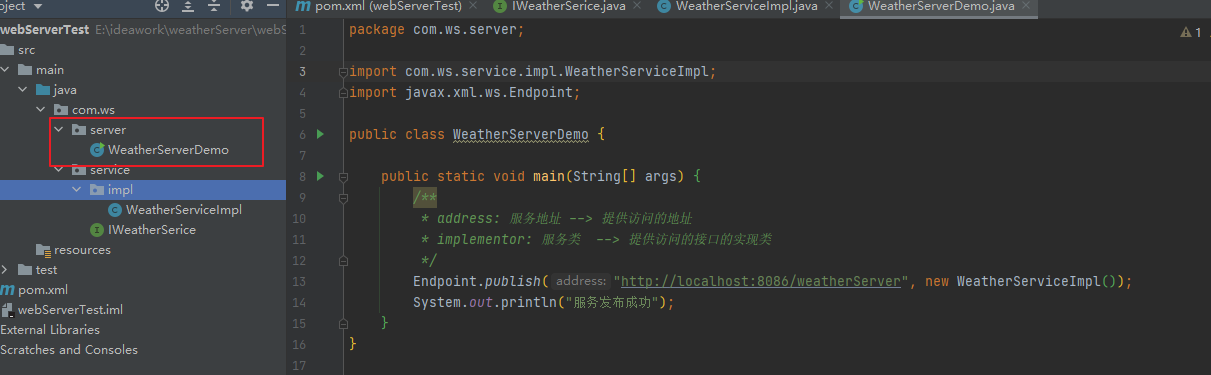 oject
pom.xml (webServerTest) IWeatherSerice.java WeatherServiceImpl.java WeatherServerDemo.java
webServerTest E:\ideawork\weatherServer\webS
src
main
java
com.ws
server
WeatherServerDemo
service
impl
WeatherServiceImpl
IWeatherSerice
resources
test
pom.xml
webServerTest.iml
External Libraries
Scratches and Consoles
1 package com.ws.server;
1
2
3 import com.ws.service.impl.WeatherServiceImpl;
4 import javax.xml.ws.Endpoint;
5
6 public class WeatherServerDemo {
7
8 public static void main(String[] args) {
9 /**
10 * address: 服务地址 --> 提供访问的地址
11 * implementor: 服务类 --> 提供访问的接口的实现类
12 */
13 Endpoint.publish( address: "http://localhost:8086/weatherServer", new WeatherServiceImpl());
14 System.out.println("服务发布成功");
15 }
16 }
17